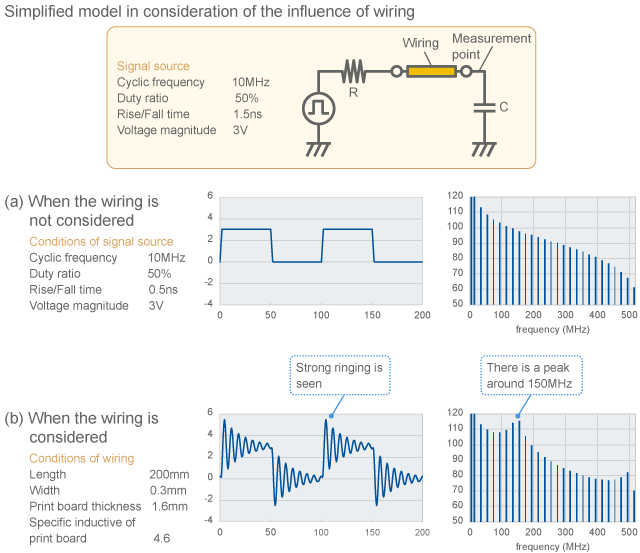 Simplified model in consideration of the influence of wiring
Signal source
Cyclic frequency 10MHz
Duty ratio 50%
Rise/Fall time 1.5ns
Voltage magnitude 3V
Wiring
Measurement
point
R
C
(a) When the wiring is
not considered
Conditions of signal source
Cyclic frequency 10MHz
Duty ratio 50%
Rise/Fall time 0.5ns
Voltage magnitude 3V
6
4
2
0
-2
-4
0 50 100 150 200
120
110
100
90
80
70
60
50
0 100 200 300 400 500
frequency (MHz)
Strong ringing is
seen
There is a peak
around 150MHz
(b) When the wiring is
considered
Conditions of wiring
Length 200mm
Width 0.3mm
Print board thickness 1.6mm
Specific inductive of
print board 4.6
6
4
2
0
-2
-4
0 50 100 150 200
120
110
100
90
80
70
60
50
0 100 200 300 400 500
frequency (MHz)